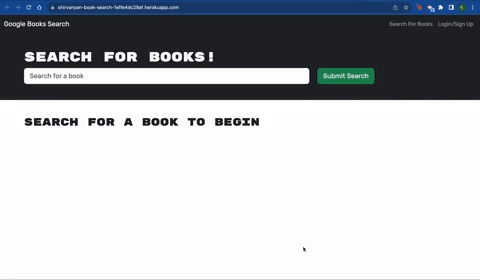 shirvanyan-book-search-1effe4dc29af.herokuapp.com
Google Books Search
Search For Books
Login/Sign Up
SEARCH FOR BOOKS!
Search for a book
Submit Search
SEARCH FOR A BOOK TO BEGIN